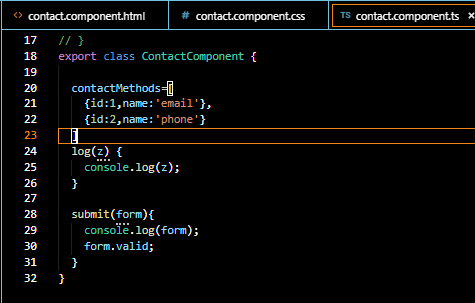 <> contact.component.html # contact.component.css TS contact.component.ts ×
17 // }
18 export class ContactComponent {
19
20 contactMethods=[
21 {id:1,name:'email'},
22 {id:2,name:'phone'}
23 ]
24 log(z) {
25 console.log(z);
26 }
27
28 submit(form){
29 console.log(form);
30 form.valid;
31 }
32 }